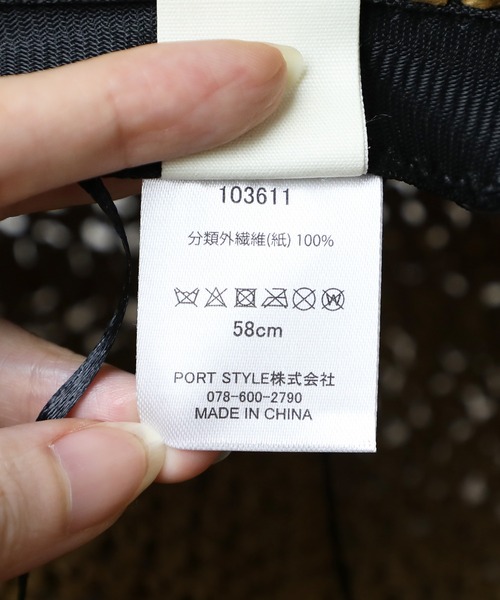 103611
分類外繊維(紙) 100%
58cm
PORT STYLE株式会社
078-600-2790
MADE IN CHINA